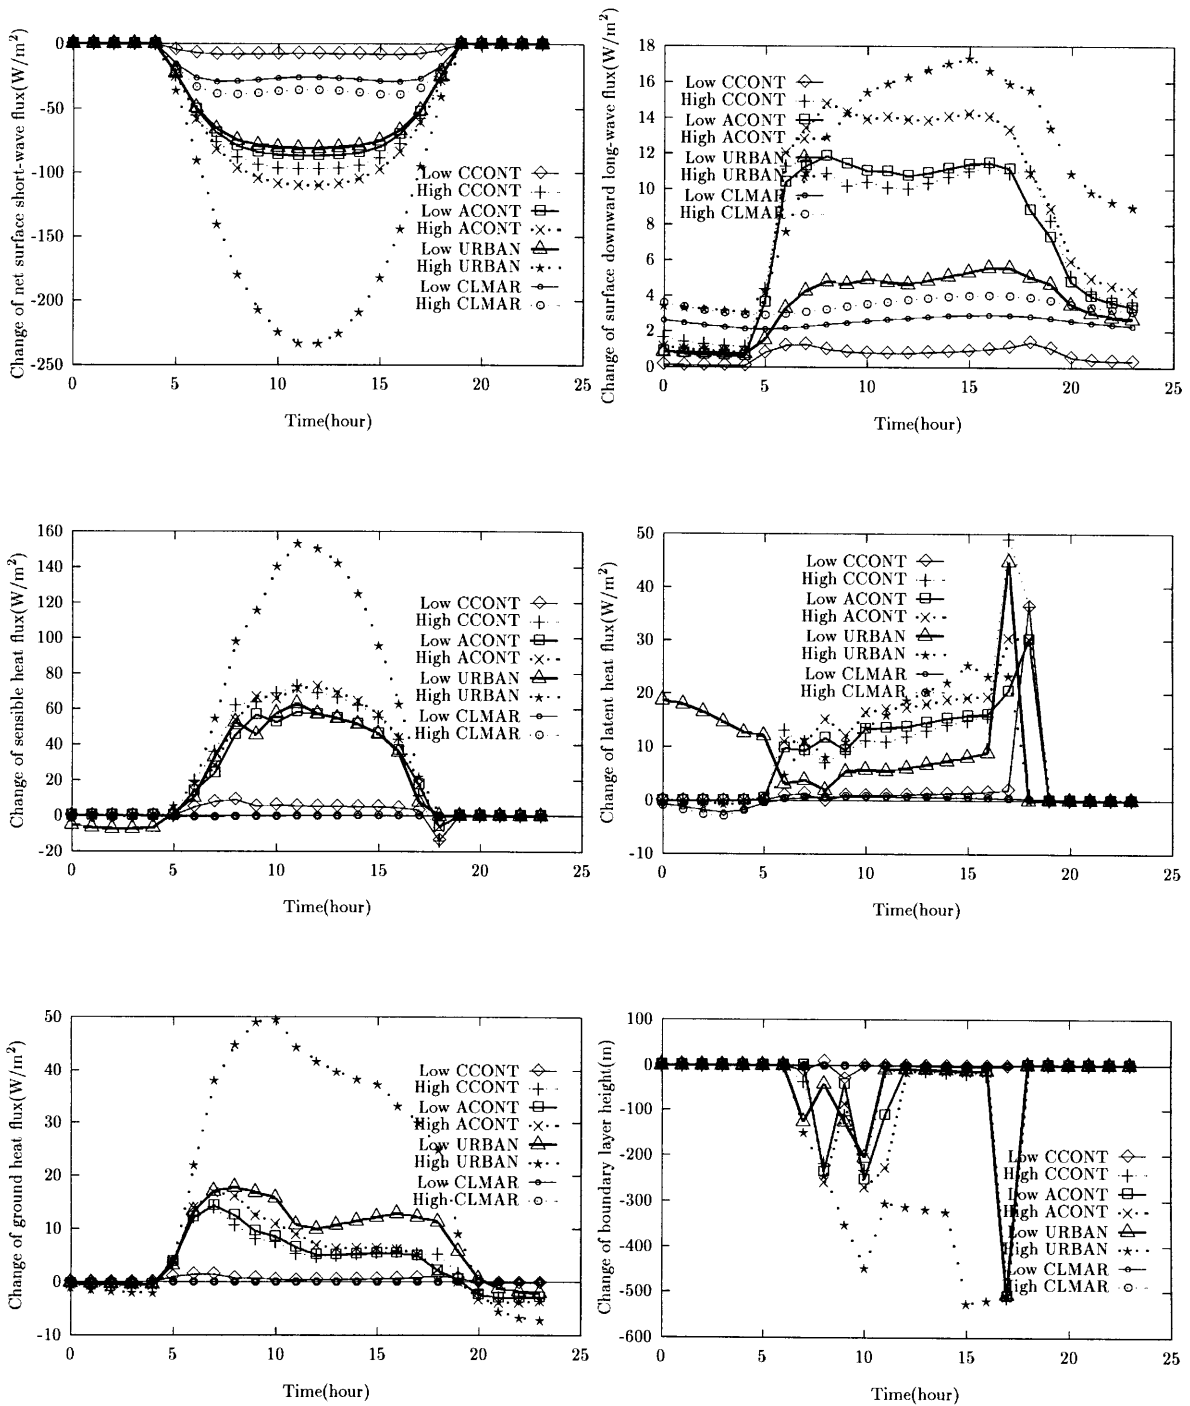 Change of net surface short-wave flux(W/m²)
0
-50
-100
-150
-200
-250
0 5 10 15 20 25
Time(hour)
Low CCONT
High CCONT
Low ACONT
High ACONT
Low URBAN
High URBAN
Low CLMAR
High CLMAR
Change of surface downward long-wave flux(W/m²)
18
16
14
12
10
8
6
4
2
0
0 5 10 15 20 25
Time(hour)
Low CCONT
High CCONT
Low ACONT
High ACONT
Low URBAN
High URBAN
Low CLMAR
High CLMAR
Change of sensible heat flux(W/m²)
160
140
120
100
80
60
40
20
0
-20
0 5 10 15 20 25
Time(hour)
Low CCONT
High CCONT
Low ACONT
High ACONT
Low URBAN
High URBAN
Low CLMAR
High CLMAR
Change of latent heat flux(W/m²)
50
40
30
20
10
0
-10
0 5 10 15 20 25
Time(hour)
Low CCONT
High CCONT
Low ACONT
High ACONT
Low URBAN
High URBAN
Low CLMAR
High CLMAR
Change of ground heat flux(W/m²)
50
40
30
20
10
0
-10
0 5 10 15 20 25
Time(hour)
Low CCONT
High CCONT
Low ACONT
High ACONT
Low URBAN
High URBAN
Low CLMAR
High CLMAR
Change of boundary layer height(m)
100
0
-100
-200
-300
-400
-500
-600
0 5 10 15 20 25
Time(hour)
Low CCONT
High CCONT
Low ACONT
High ACONT
Low URBAN
High URBAN
Low CLMAR
High CLMAR